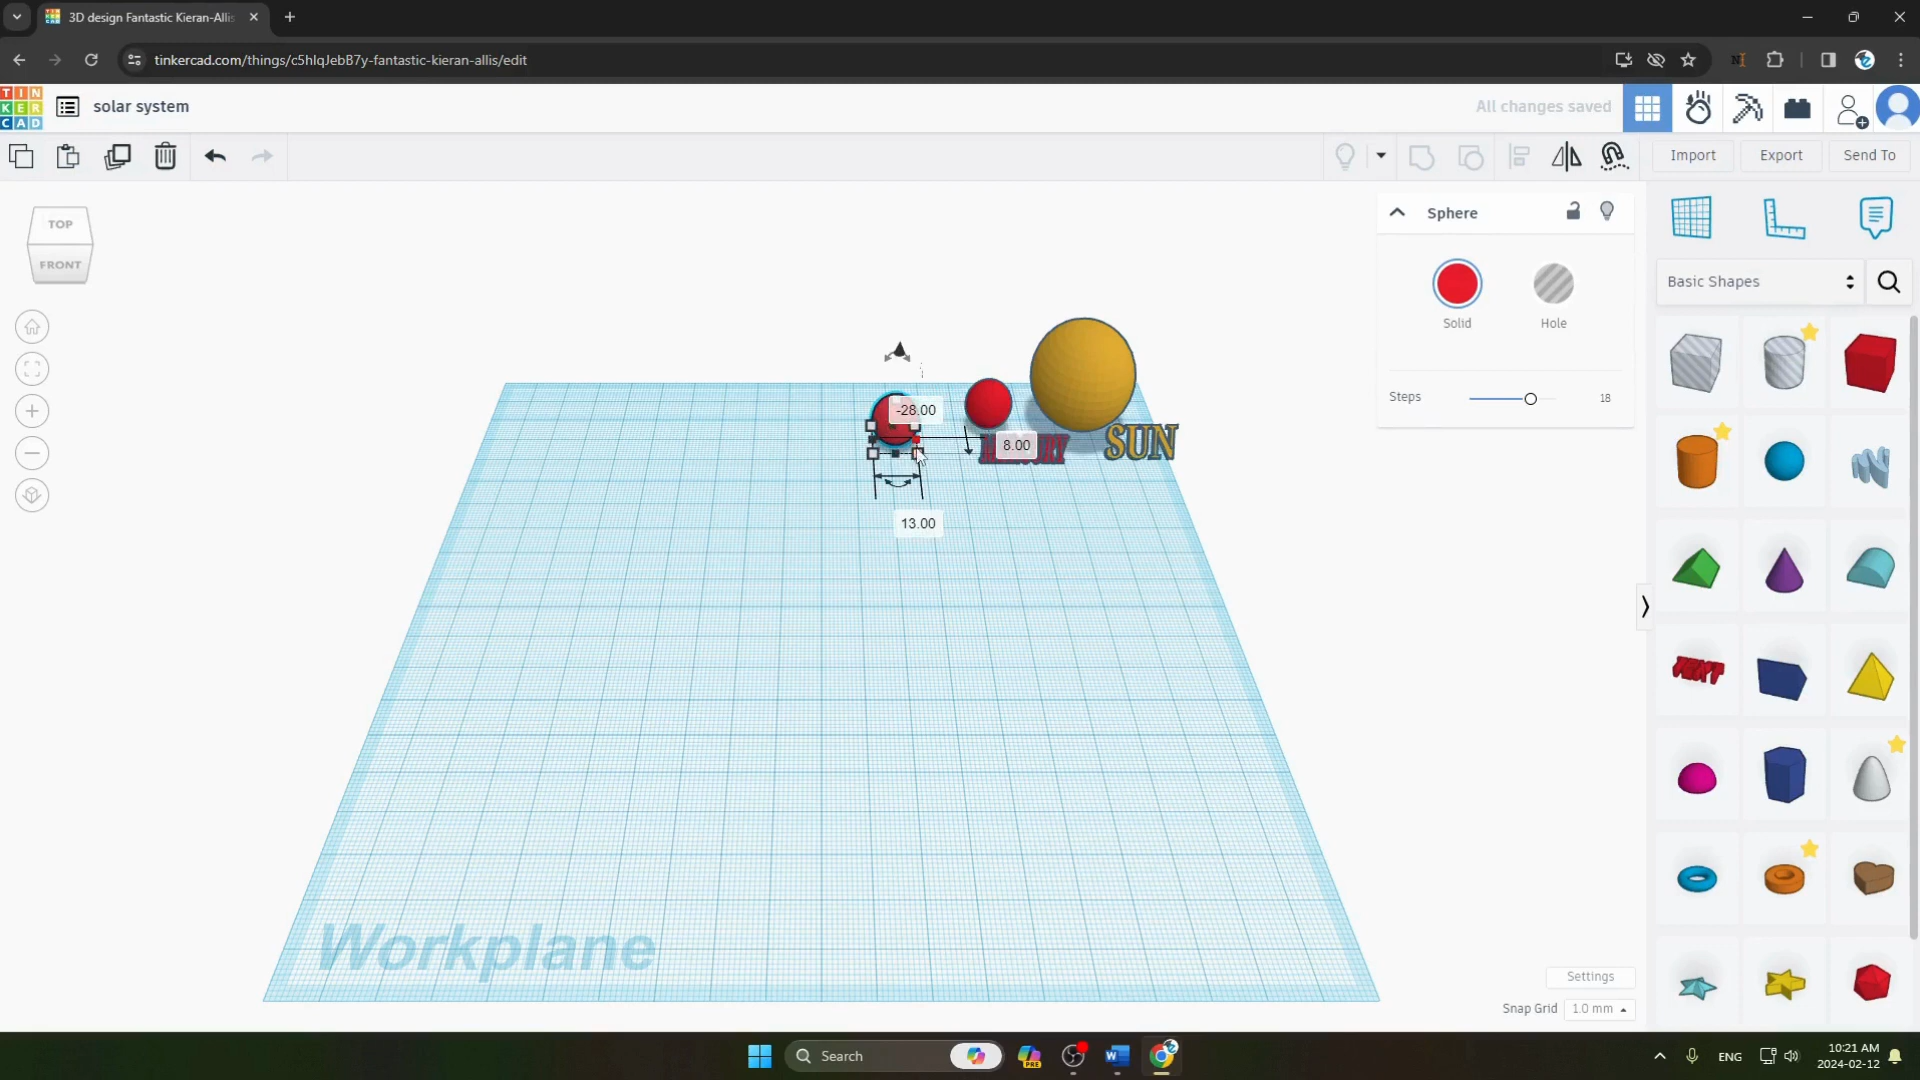 3D design Fantastic Kieran-Allis
tinkercad.com/things/c5hlqJebB7y-fantastic-kieran-allis/edit
TIN
KER
CAD
solar system
All changes saved
Import
Export
Send To
TOP
FRONT
Sphere
Solid
Hole
Steps
18
Basic Shapes
-28.00
8.00
SUN
13.00
TEXT
Workplane
Settings
Snap Grid
1.0 mm
Search
PRE
ENG
10:21 AM
2024-02-12